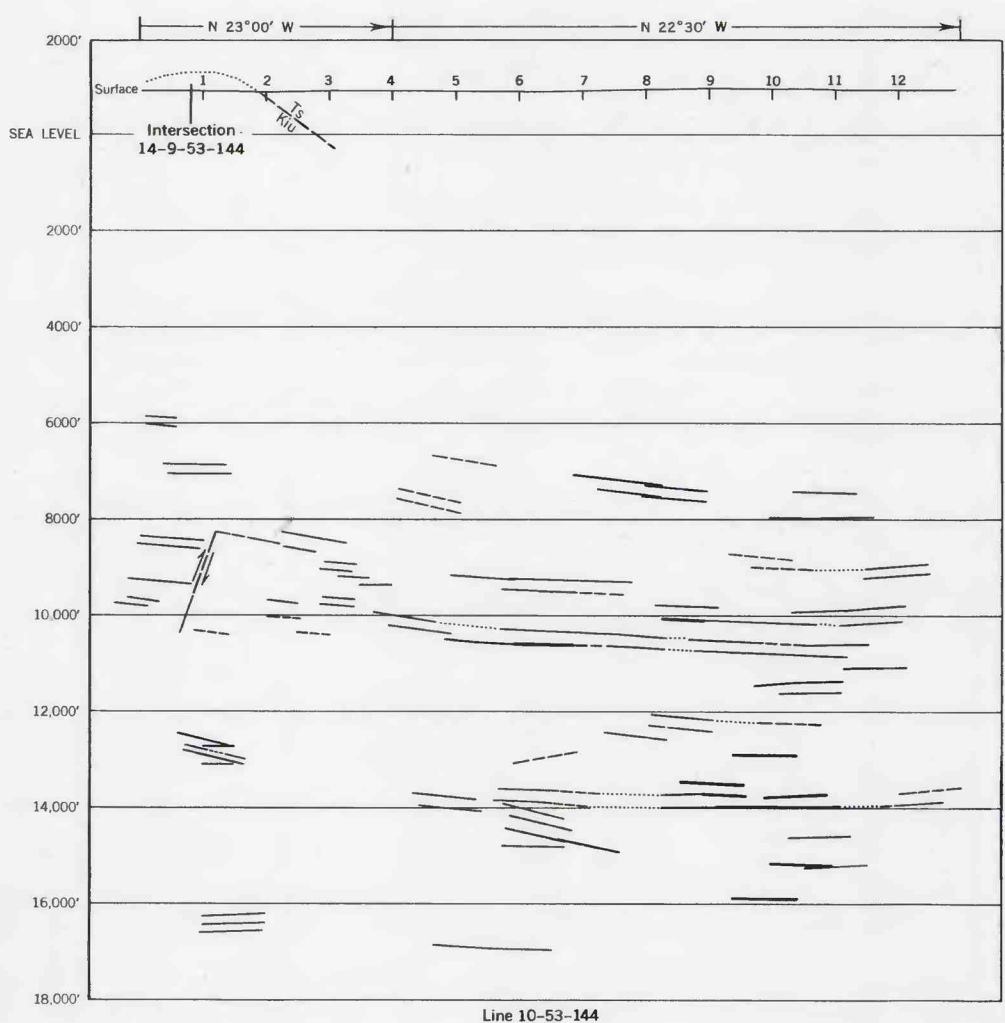 N 23°00' W
N 22°30' W
2000'
Surface
1 2 3 4 5 6 7 8 9 10 11 12
Ts
Kiu
SEA LEVEL
Intersection
14-9-53-144
2000'
4000'
6000'
8000'
10,000'
12,000'
14,000'
16,000'
18,000'
Line 10-53-144